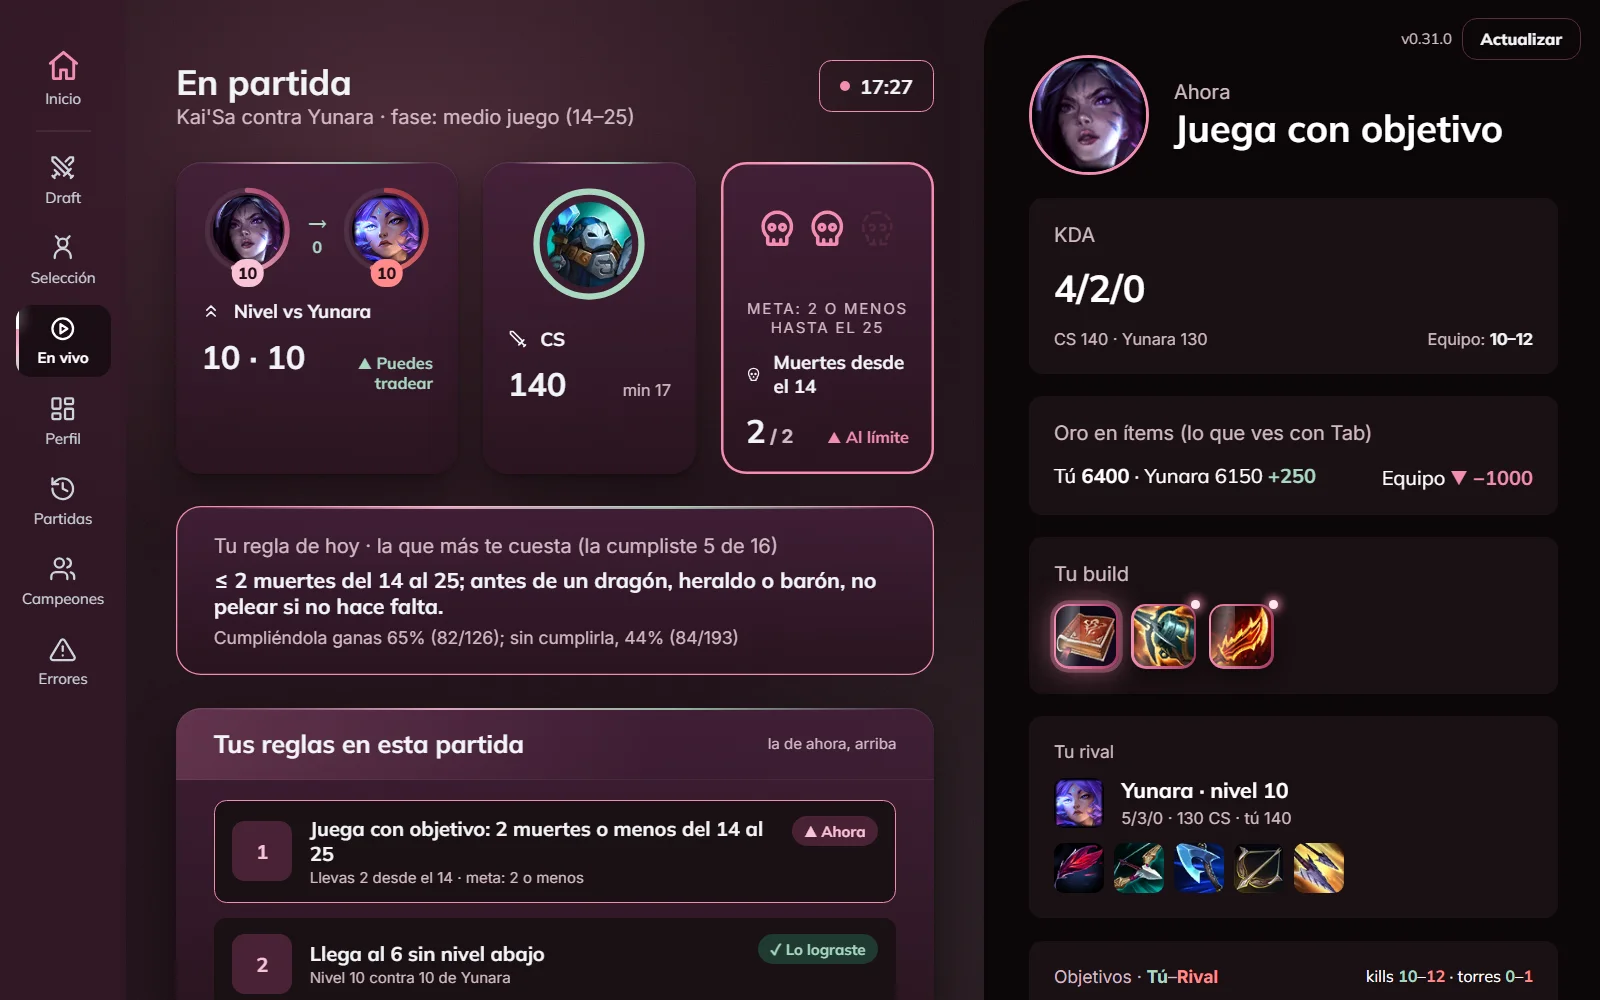 Inicio
Draft
Selección
En vivo
Perfil
Partidas
Campeones
Errores
En partida
Kai'Sa contra Yunara · fase: medio juego (14–25)
17:27
→
0
10
10
Nivel vs Yunara
10 · 10
▲ Puedes
tradear
CS
140
min 17
META: 2 O MENOS
HASTA EL 25
Muertes desde
el 14
2 / 2
▲ Al límite
Tu regla de hoy · la que más te cuesta (la cumpliste 5 de 16)
≤ 2 muertes del 14 al 25; antes de un dragón, heraldo o barón, no
pelear si no hace falta.
Cumpliéndola ganas 65% (82/126); sin cumplirla, 44% (84/193)
Tus reglas en esta partida
la de ahora, arriba
1
Juega con objetivo: 2 muertes o menos del 14 al
25
▲ Ahora
Llevas 2 desde el 14 · meta: 2 o menos
2
Llega al 6 sin nivel abajo
✓ Lo lograste
Nivel 10 contra 10 de Yunara
v0.31.0
Actualizar
Ahora
Juega con objetivo
KDA
4/2/0
CS 140 · Yunara 130
Equipo: 10–12
Oro en ítems (lo que ves con Tab)
Tú 6400 · Yunara 6150 +250
Equipo ▼ −1000
Tu build
Tu rival
Yunara · nivel 10
5/3/0 · 130 CS · tú 140
Objetivos · Tú–Rival
kills 10–12 · torres 0–1